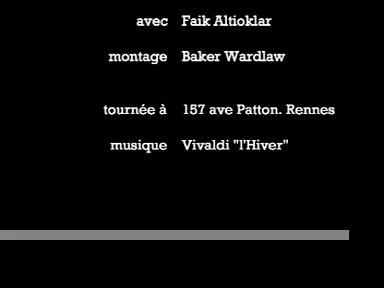 avec Faik Altioklar
montage Baker Wardlaw
tournée à 157 ave Patton. Rennes
musique Vivaldi "l'Hiver"